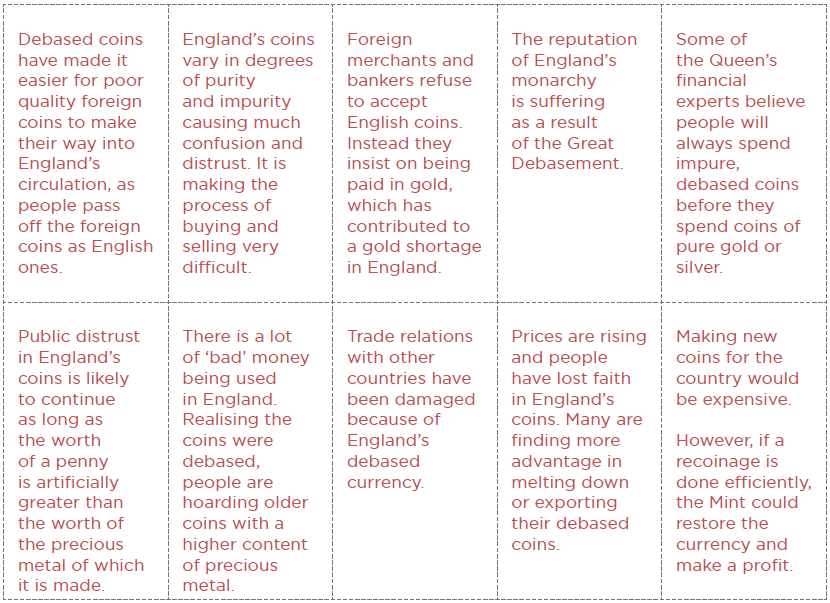 Debased coins
have made it
easier for poor
quality foreign
coins to make
their way into
England’s
circulation, as
people pass
off the foreign
coins as English
ones.
England’s coins
vary in degrees
of purity
and impurity
causing much
confusion and
distrust. It is
making the
process of
buying and
selling very
difficult.
Foreign
merchants and
bankers refuse
to accept
English coins.
Instead they
insist on being
paid in gold,
which has
contributed to
a gold shortage
in England.
The reputation
of England’s
monarchy
is suffering
as a result
of the Great
Debasement.
Some of
the Queen’s
financial
experts believe
people will
always spend
impure,
debased coins
before they
spend coins of
pure gold or
silver.
Public distrust
in England’s
coins is likely
to continue
as long as
the worth
of a penny
is artificially
greater than
the worth of
the precious
metal of which
it is made.
There is a lot
of ‘bad’ money
being used
in England.
Realising the
coins were
debased,
people are
hoarding older
coins with a
higher content
of precious
metal.
Trade relations
with other
countries have
been damaged
because of
England’s
debased
currency.
Prices are rising
and people
have lost faith
in England’s
coins. Many are
finding more
advantage in
melting down
or exporting
their debased
coins.
Making new
coins for the
country would
be expensive.
However, if a
recoinage is
done efficiently,
the Mint could
restore the
currency and
make a profit.